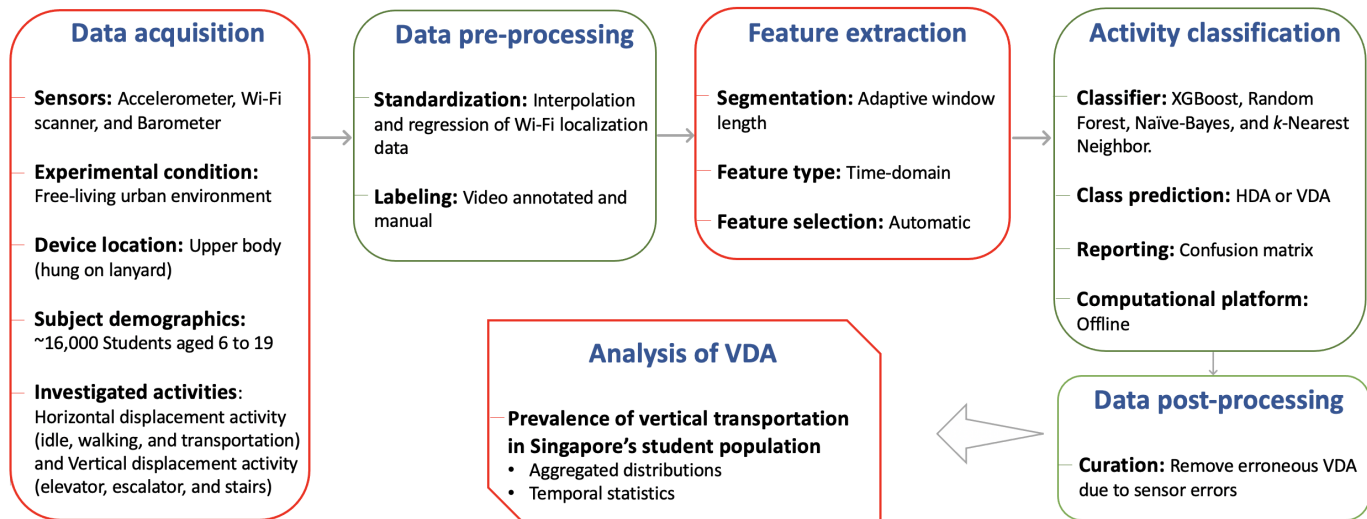 Data acquisition
Sensors: Accelerometer, Wi-Fi
scanner, and Barometer
Experimental condition:
Free-living urban environment
Device location: Upper body
(hung on lanyard)
Subject demographics:
~16,000 Students aged 6 to 19
Investigated activities:
Horizontal displacement activity
(idle, walking, and transportation)
and Vertical displacement activity
(elevator, escalator, and stairs)
Data pre-processing
Standardization: Interpolation
and regression of Wi-Fi localization
data
Labeling: Video annotated and
manual
Feature extraction
Segmentation: Adaptive window
length
Feature type: Time-domain
Feature selection: Automatic
Activity classification
Classifier: XGBoost, Random
Forest, Naïve-Bayes, and k-Nearest
Neighbor.
Class prediction: HDA or VDA
Reporting: Confusion matrix
Computational platform:
Offline
Data post-processing
Curation: Remove erroneous VDA
due to sensor errors
Analysis of VDA
Prevalence of vertical transportation
in Singapore's student population
• Aggregated distributions
• Temporal statistics